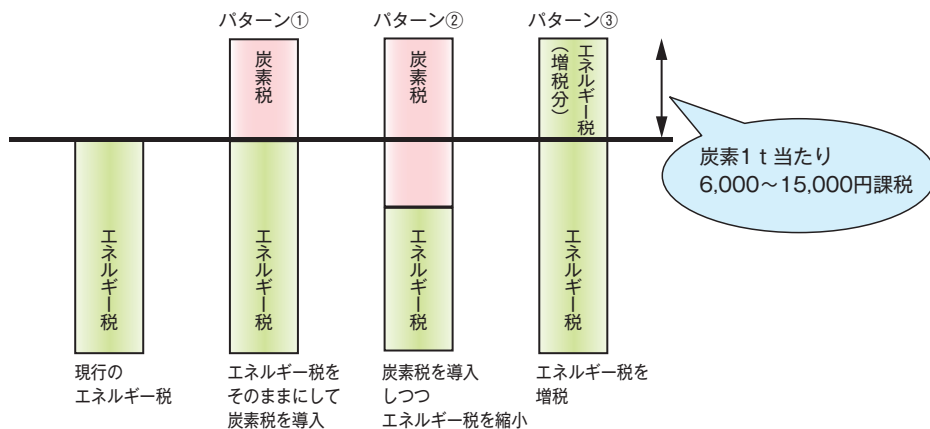 パターン①
パターン②
パターン③
炭素税
炭素税
エネルギー税
(増税分)
炭素1 t 当たり
6,000〜15,000円課税
エネルギー税
エネルギー税
エネルギー税
エネルギー税
現行の
エネルギー税
エネルギー税を
そのままにして
炭素税を導入
炭素税を導入
しつつ
エネルギー税を縮小
エネルギー税を
増税